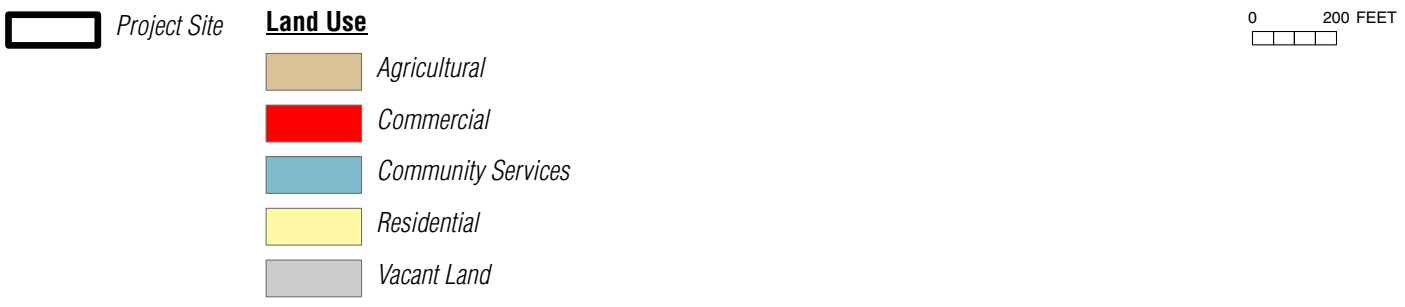 Project Site
Land Use
0 200 FEET
Agricultural
Commercial
Community Services
Residential
Vacant Land